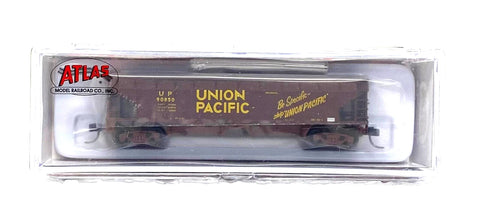 ATLAS
MODEL RAILROAD CO., INC.
U P
90850
UNION
PACIFIC
Be Specific-
ship "UNION PACIFIC"